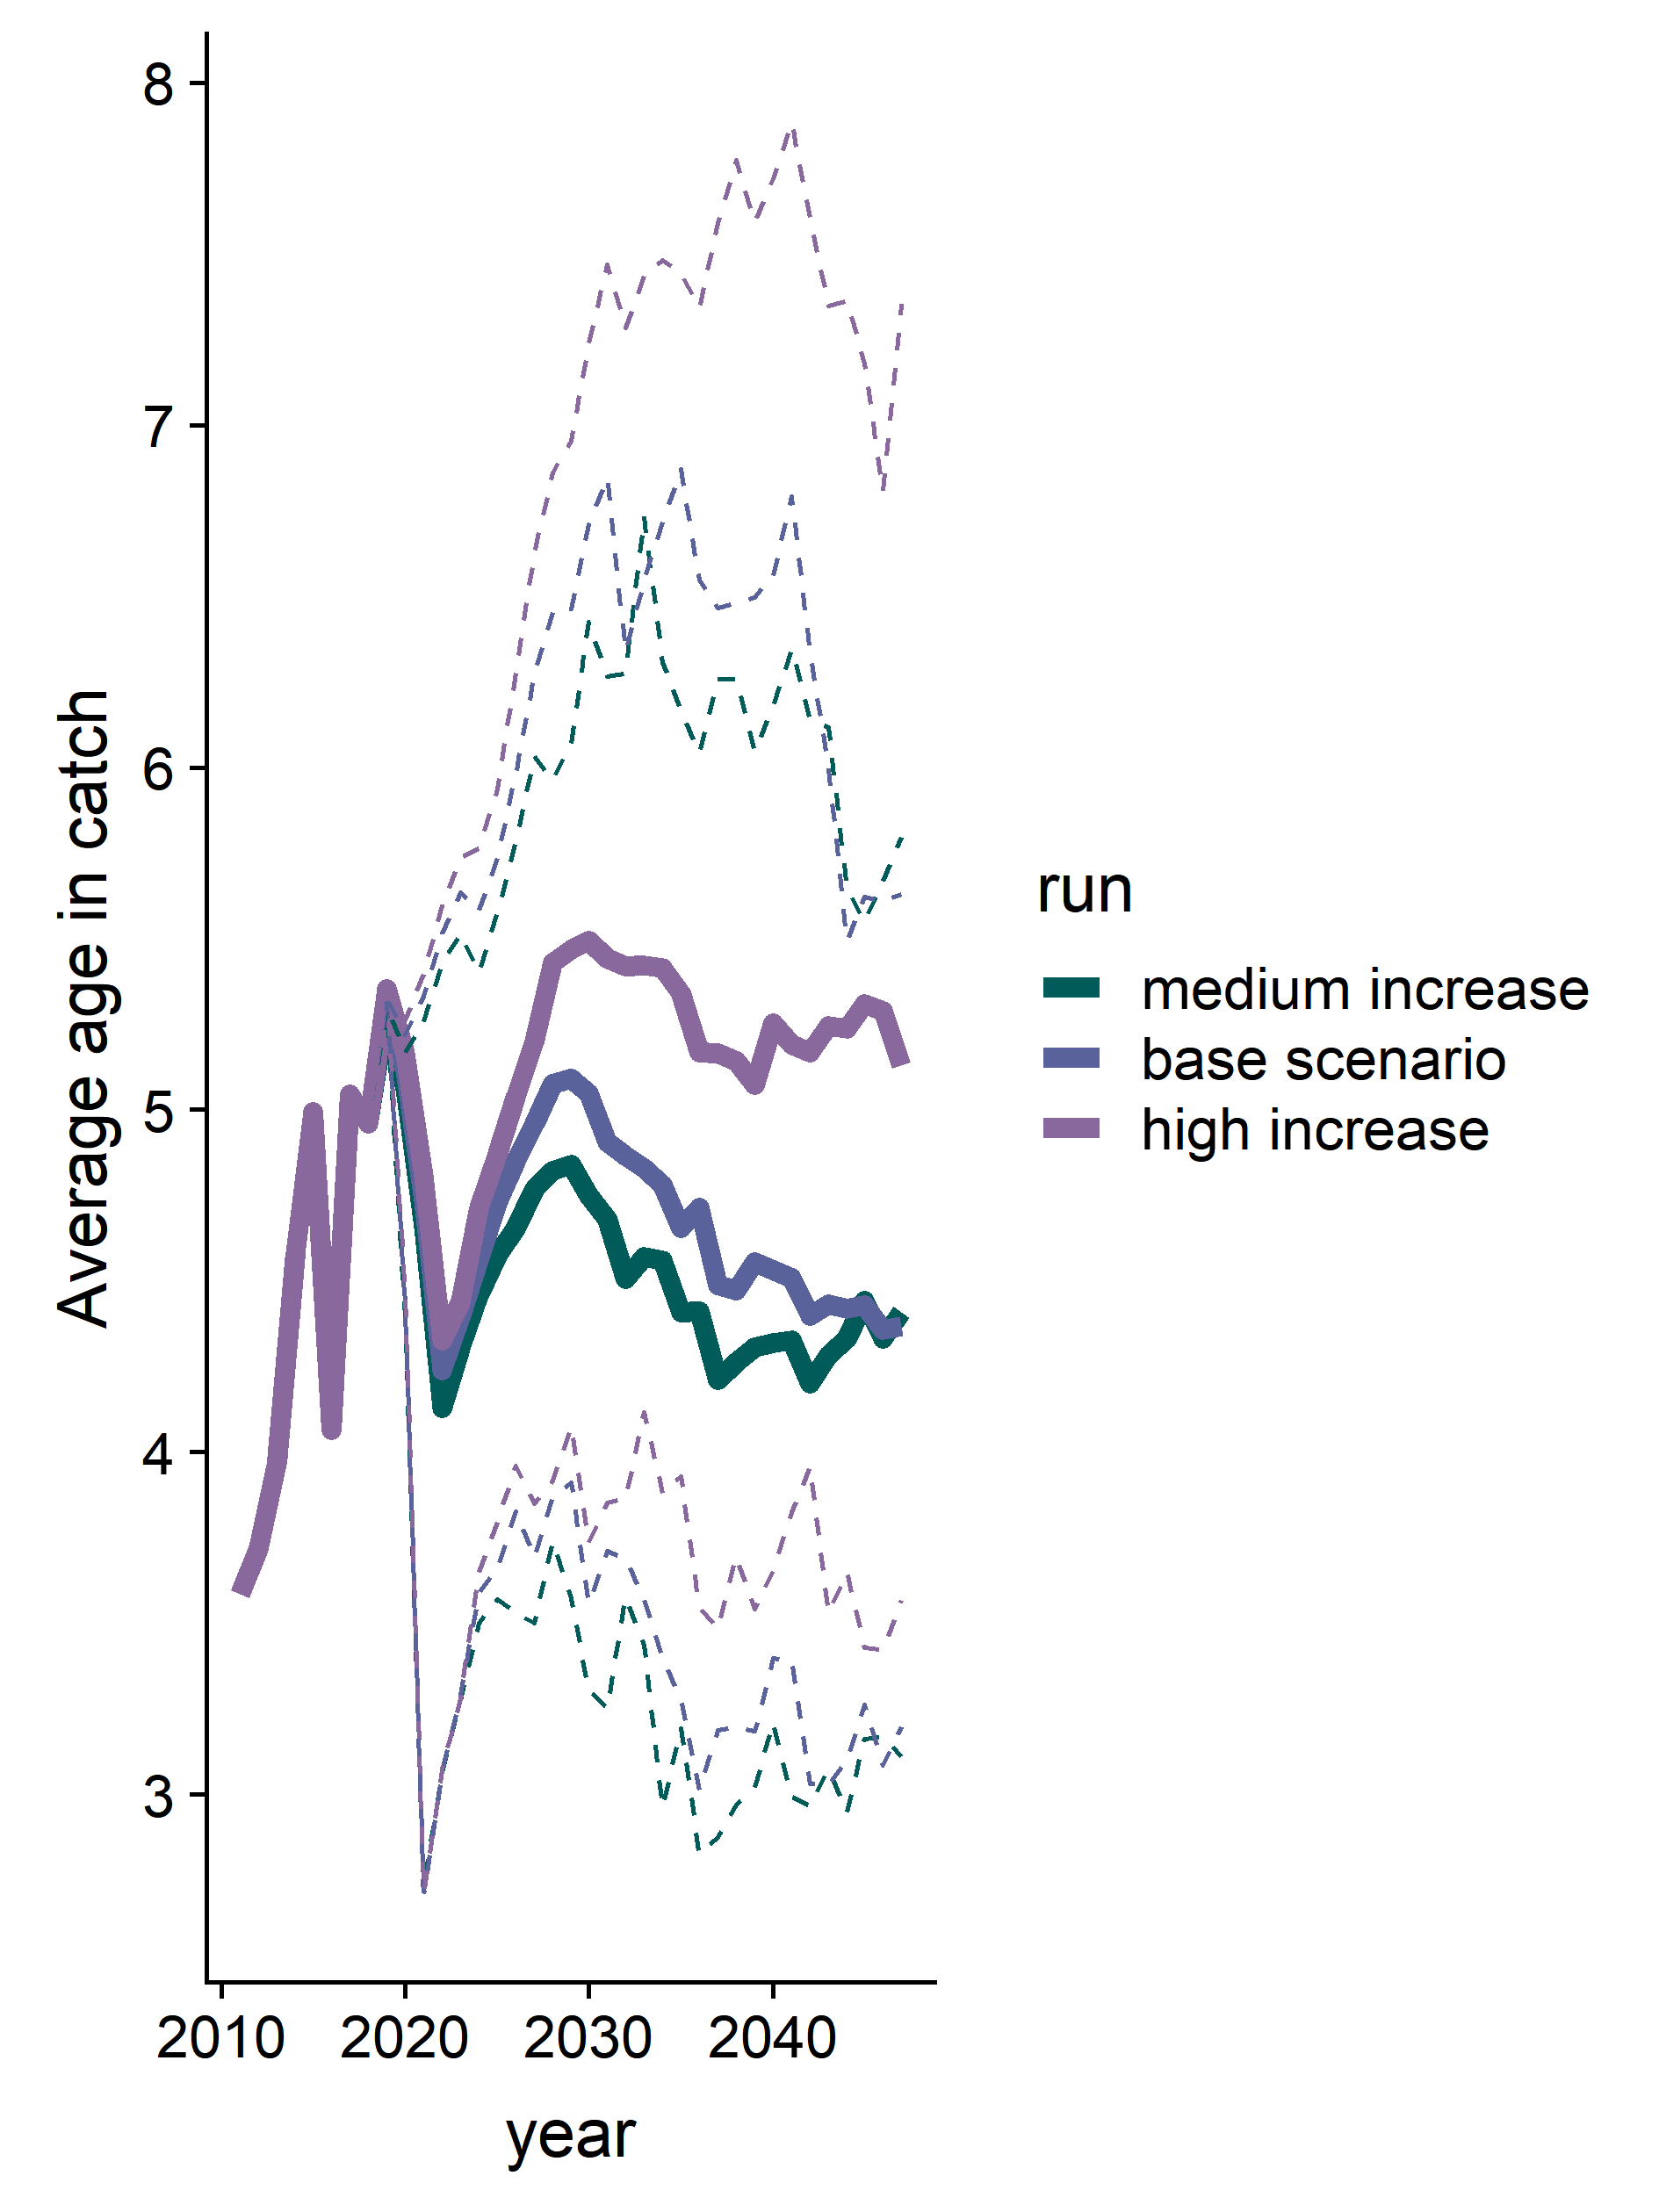 8
7
6
5
4
3
Average age in catch
2010 2020 2030 2040
year
run
medium increase
base scenario
high increase